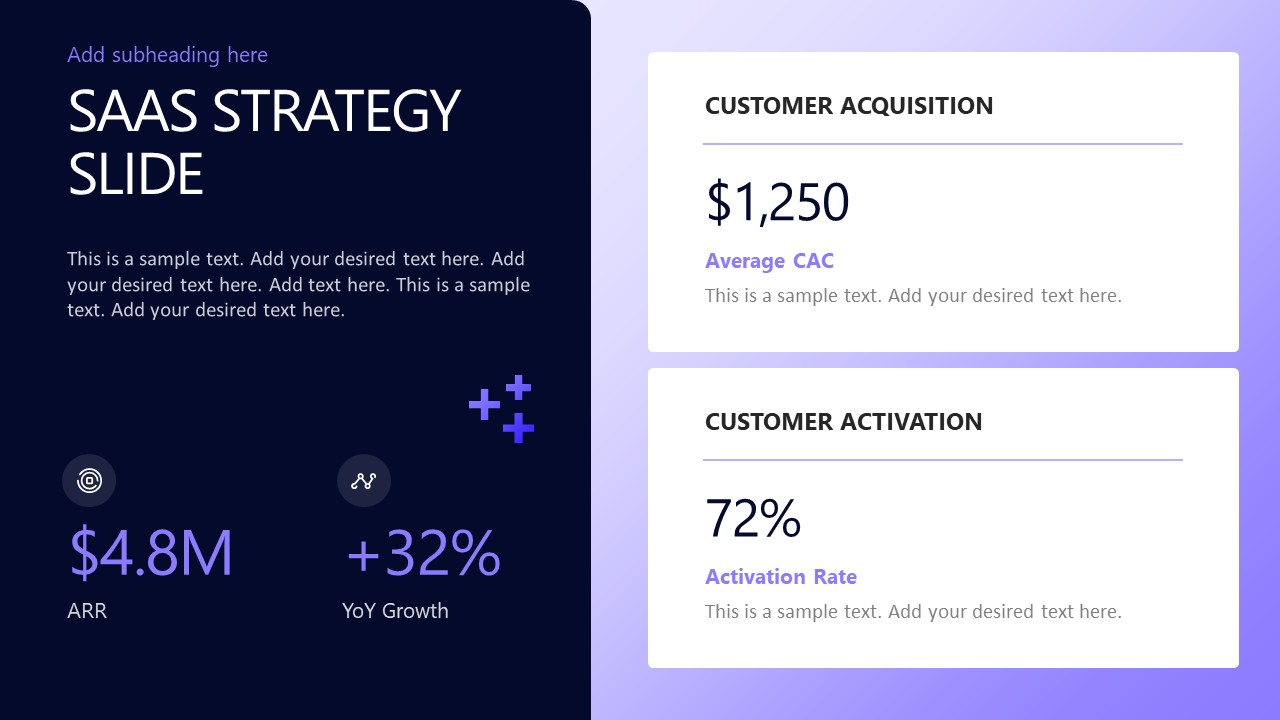 Add subheading here
SAAS STRATEGY
SLIDE
This is a sample text. Add your desired text here. Add
your desired text here. Add text here. This is a sample
text. Add your desired text here.
$4.8M
ARR
+32%
YoY Growth
CUSTOMER ACQUISITION
$1,250
Average CAC
This is a sample text. Add your desired text here.
CUSTOMER ACTIVATION
72%
Activation Rate
This is a sample text. Add your desired text here.